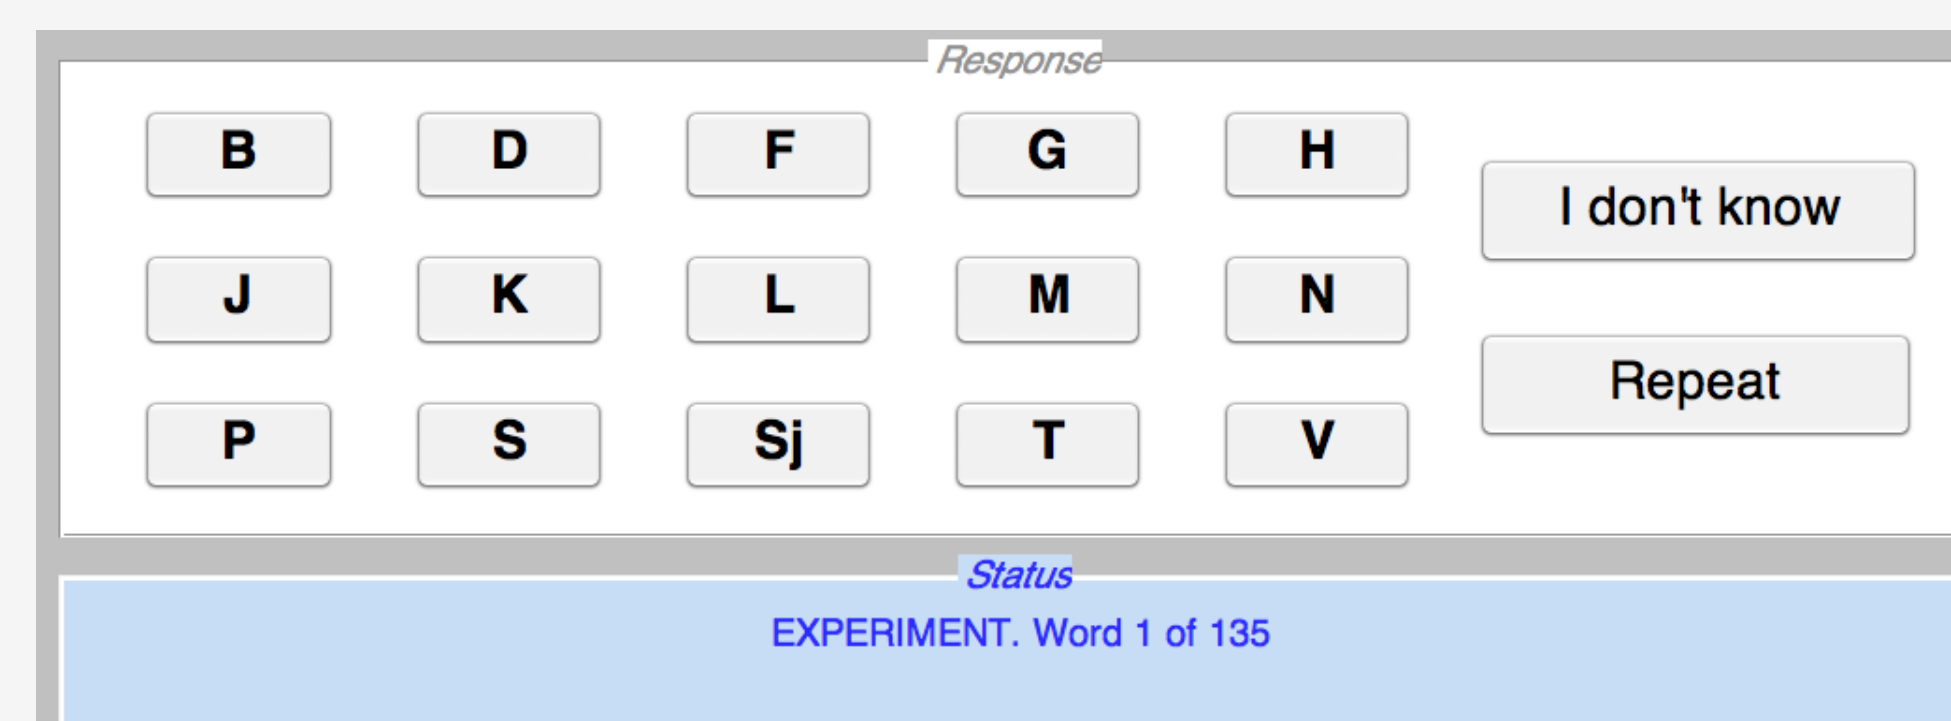 Response
B D F G H
I don't know
J K L M N
Repeat
P S Sj T V
Status
EXPERIMENT. Word 1 of 135